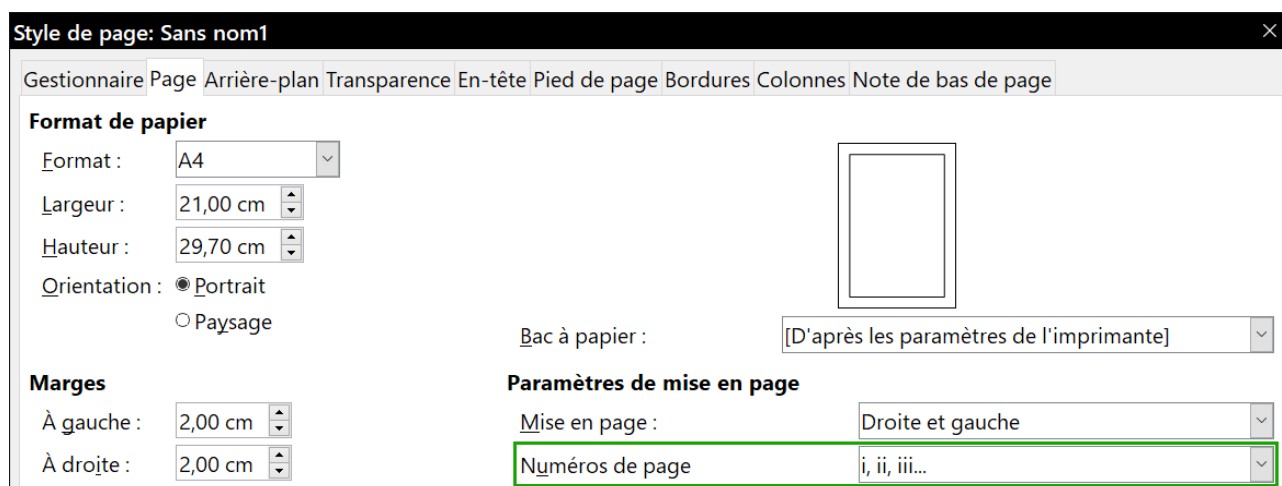 Style de page: Sans nom1
Gestionnaire Page Arrière-plan Transparence En-tête Pied de page Bordures Colonnes Note de bas de page
Format de papier
Format : A4
Largeur : 21,00 cm
Hauteur : 29,70 cm
Orientation : Portrait
Paysage
Bac à papier : [D'après les paramètres de l'imprimante]
Marges
À gauche : 2,00 cm
À droite : 2,00 cm
Paramètres de mise en page
Mise en page : Droite et gauche
Numéros de page i, ii, iii...